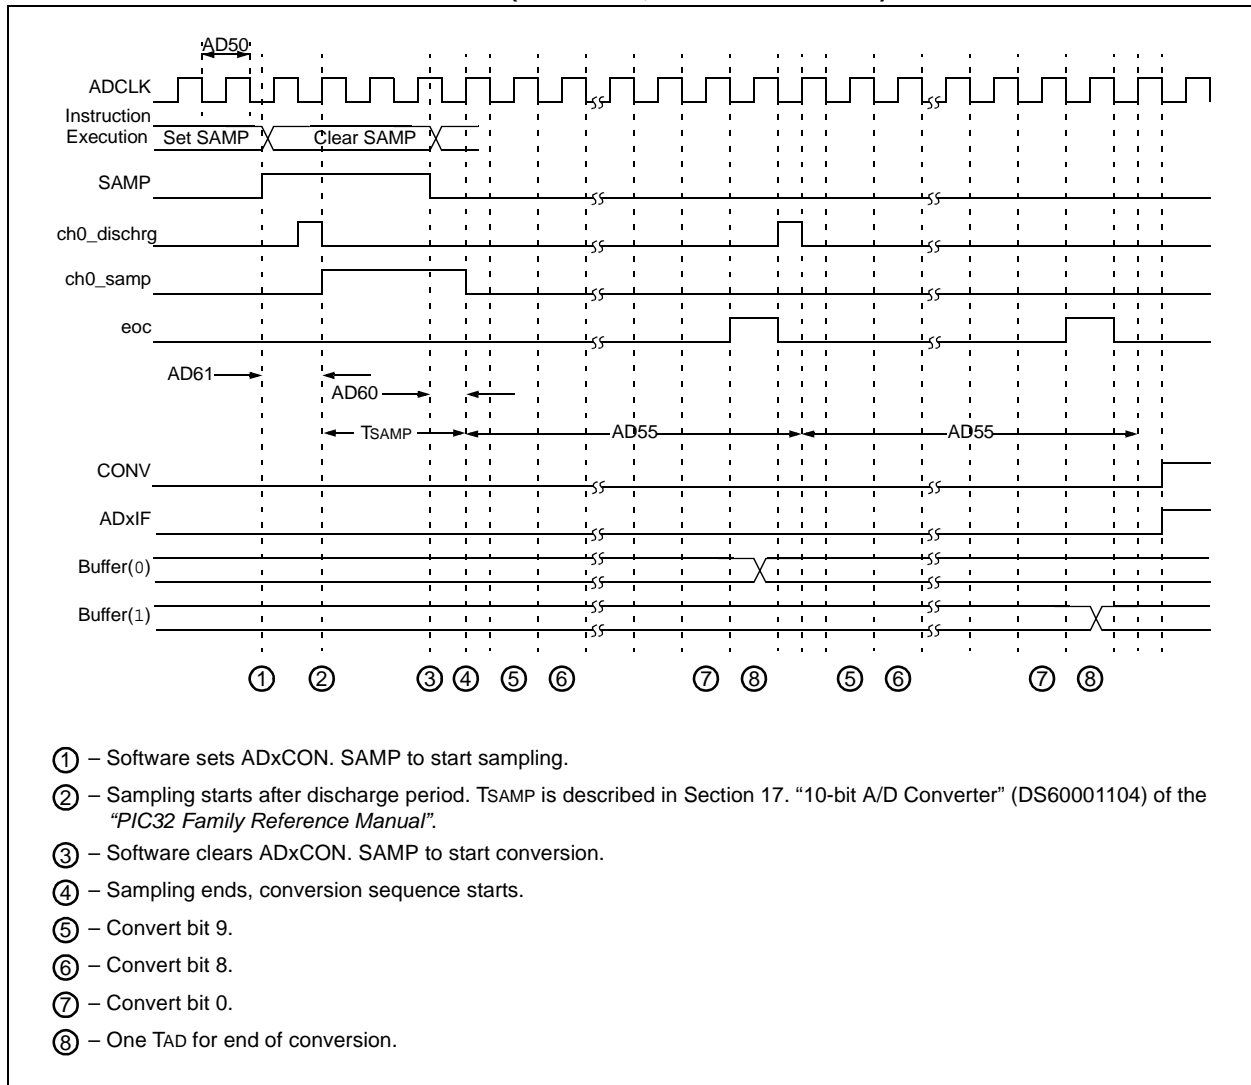 AD50
ADCLK
Instruction
Execution Set SAMP Clear SAMP
SAMP
ch0_dischrg
ch0_samp
eoc
AD61
AD60
TSAMP AD55 AD55
CONV
ADxIF
Buffer(0)
Buffer(1)
1 2 3 4 5 6 7 8 5 6 7 8
1 – Software sets ADxCON. SAMP to start sampling.
2 – Sampling starts after discharge period. TSAMP is described in Section 17. “10-bit A/D Converter” (DS60001104) of the
“PIC32 Family Reference Manual”.
3 – Software clears ADxCON. SAMP to start conversion.
4 – Sampling ends, conversion sequence starts.
5 – Convert bit 9.
6 – Convert bit 8.
7 – Convert bit 0.
8 – One TAD for end of conversion.